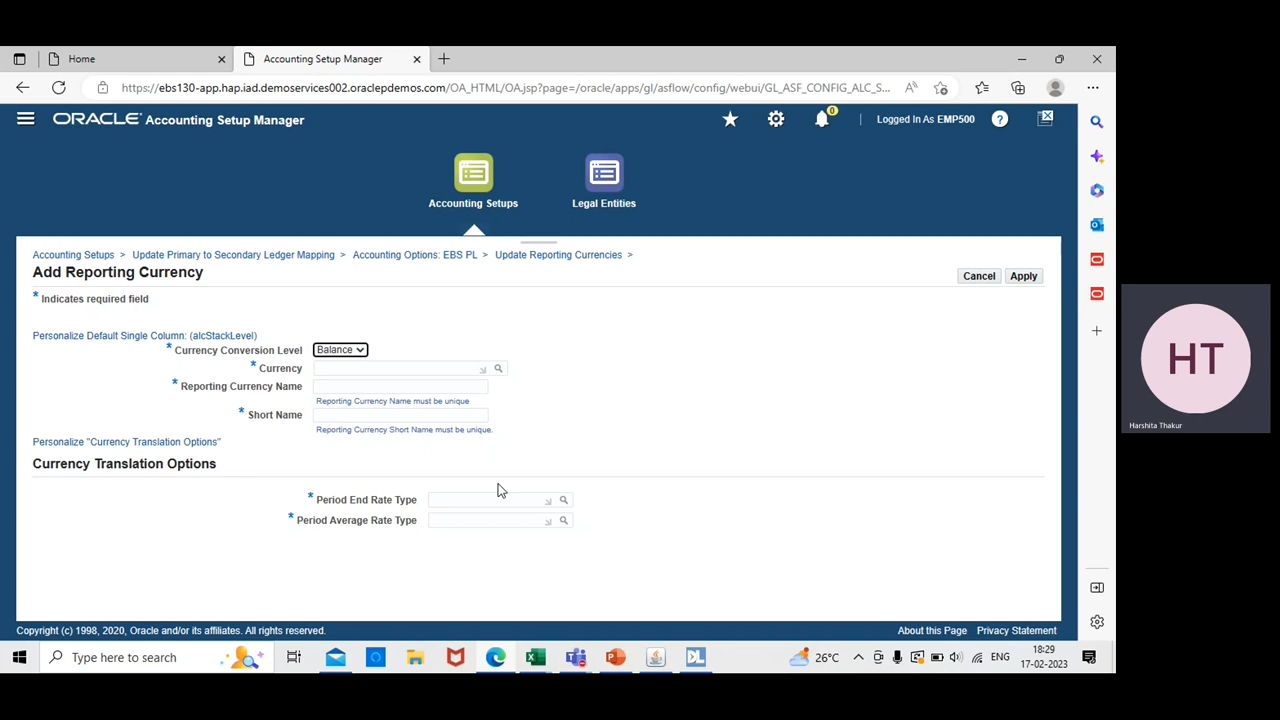 Home
Accounting Setup Manager
https://ebs130-app.hap.iad.demoservices002.oraclepdemos.com/OA_HTML/OA.jsp?page=/oracle/apps/gl/asflow/config/webui/GL_ASF_CONFIG_ALC_S...
ORACLE Accounting Setup Manager
0
Logged In As EMP500
?
Accounting Setups
Legal Entities
Accounting Setups > Update Primary to Secondary Ledger Mapping > Accounting Options: EBS PL > Update Reporting Currencies >
Add Reporting Currency
Cancel Apply
* Indicates required field
Personalize Default Single Column: (alcStackLevel)
* Currency Conversion Level Balance
* Currency
* Reporting Currency Name
Reporting Currency Name must be unique
* Short Name
Reporting Currency Short Name must be unique.
Personalize "Currency Translation Options"
Currency Translation Options
* Period End Rate Type
* Period Average Rate Type
HT
Harshita Thakur
Copyright (c) 1998, 2020, Oracle and/or its affiliates. All rights reserved.
About this Page Privacy Statement
Type here to search
DL
26°C
ENG
18:29
17-02-2023